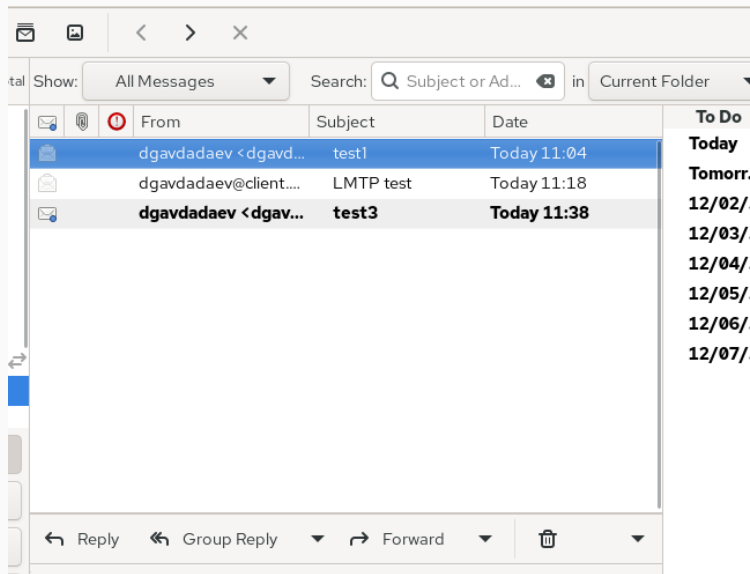 tal Show: All Messages Search: Subject or Ad... in Current Folder
From Subject Date To Do
dgavdadaev <dgavd... test1 Today 11:04 Today
dgavdadaev@client.... LMTP test Today 11:18 Tomorr.
dgavdadaev <dgav... test3 Today 11:38 12/02/
12/03/
12/04/
12/05/
12/06/
12/07/
Reply Group Reply Forward